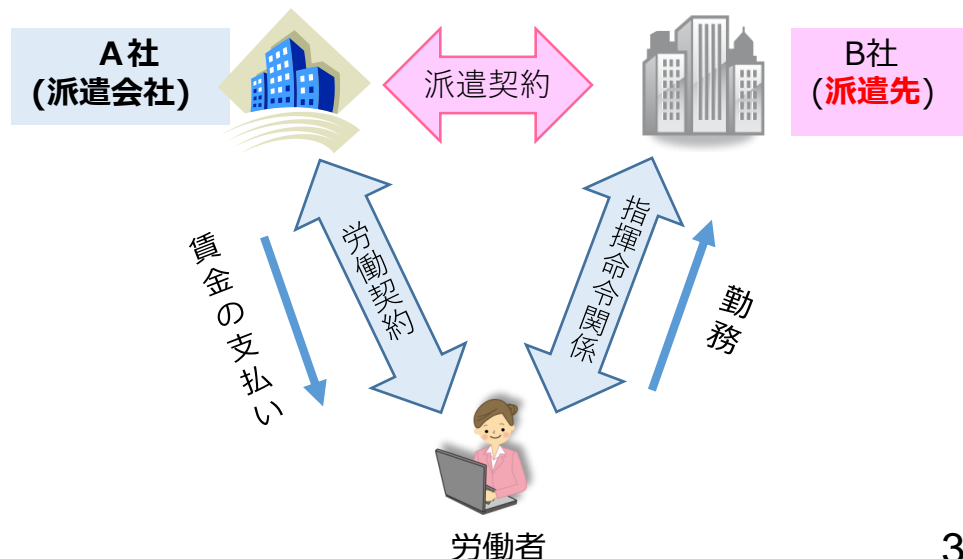 A社
(派遣会社)
派遣契約
B社
(派遣先)
賃金の支払い
労働契約
指揮命令関係
勤務
労働者
3